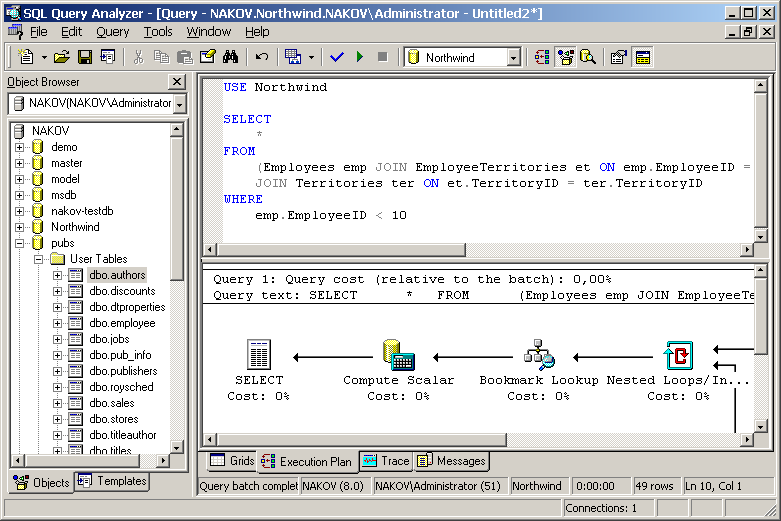 SQL Query Analyzer - [Query - NAKOV.Northwind.NAKOV\Administrator - Untitled2*]
File Edit Query Tools Window Help
Northwind
Object Browser
NAKOV(NAKOV\Administrator
NAKOV
demo
master
model
msdb
nakov-testdb
Northwind
pubs
User Tables
dbo.authors
dbo.discounts
dbo.dtproperties
dbo.employee
dbo.jobs
dbo.pub_info
dbo.publishers
dbo.roysched
dbo.sales
dbo.stores
dbo.titleauthor
dbo.titles
Objects Templates
USE Northwind
SELECT
*
FROM
(Employees emp JOIN EmployeeTerritories et ON emp.EmployeeID =
JOIN Territories ter ON et.TerritoryID = ter.TerritoryID
WHERE
emp.EmployeeID < 10
Query 1: Query cost (relative to the batch): 0,00%
Query text: SELECT * FROM (Employees emp JOIN EmployeeTe
SELECT
Cost: 0%
Compute Scalar
Cost: 0%
Bookmark Lookup
Cost: 0%
Nested Loops/In...
Cost: 0%
Grids Execution Plan Trace Messages
Query batch complet NAKOV (8.0) NAKOV\Administrator (51) Northwind 0:00:00 49 rows Ln 10, Col 1
Connections: 1